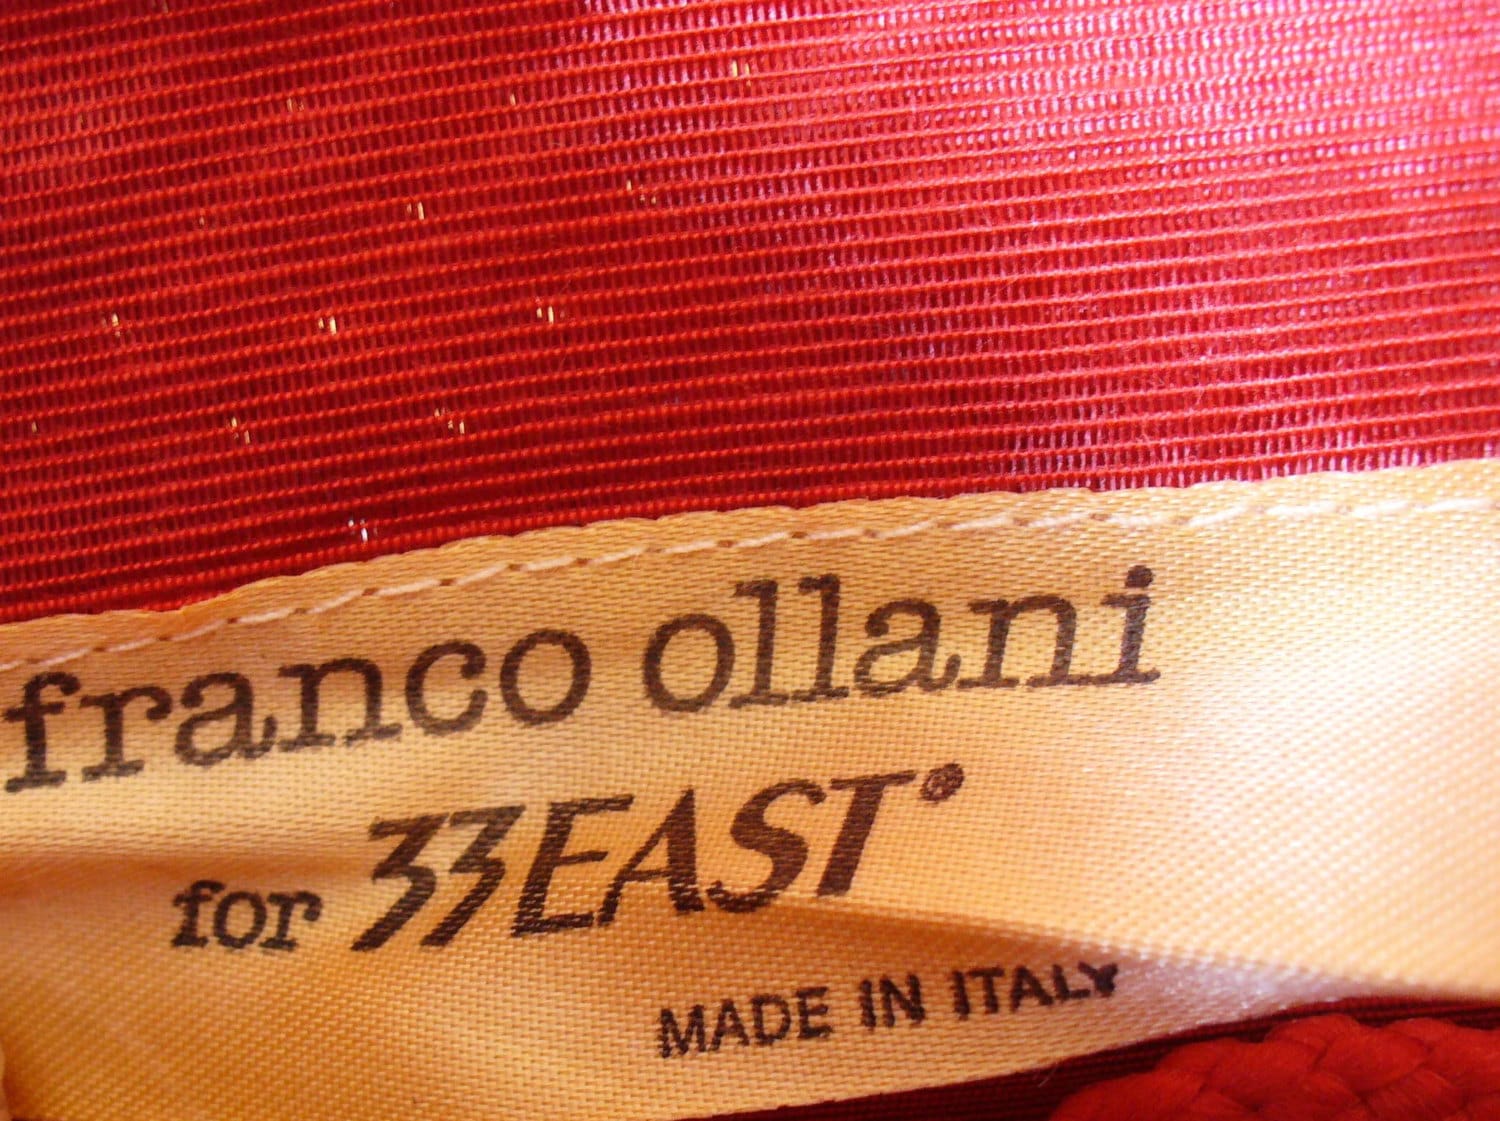 franco ollani
for 33EAST®
MADE IN ITALY